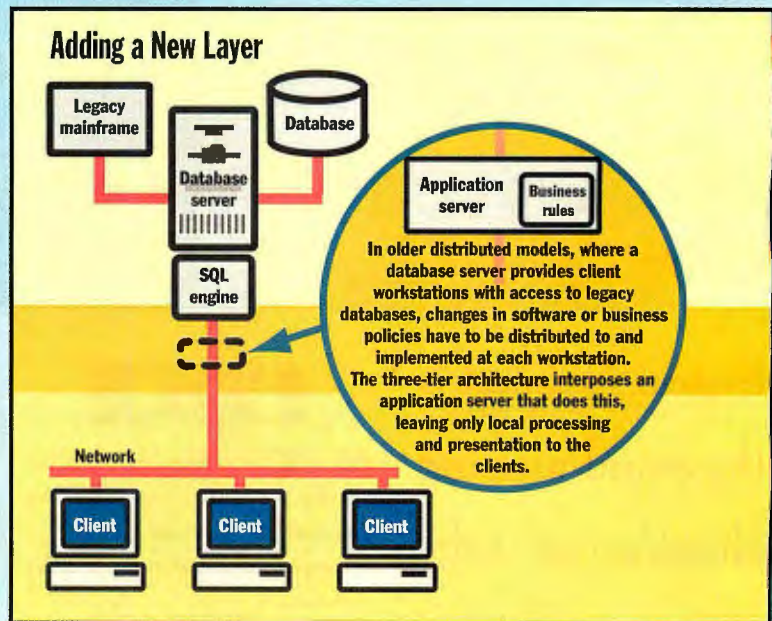 Adding a New Layer
Legacy
mainframe
Database
server
Database
SQL
engine
Application
server
Business
rules
In older distributed models, where a
database server provides client
workstations with access to legacy
databases, changes in software or business
policies have to be distributed to and
implemented at each workstation.
The three-tier architecture interposes an
application server that does this,
leaving only local processing
and presentation to the
clients.
Network
Client
Client
Client